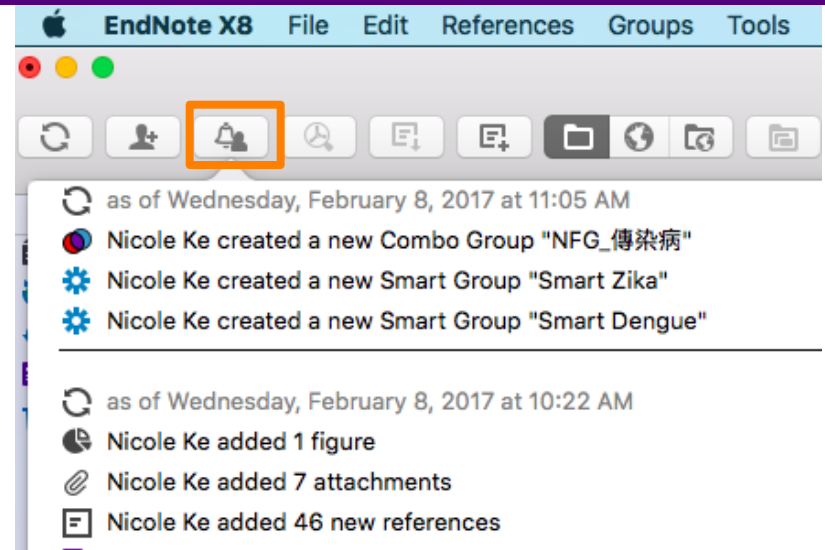 EndNote X8 File Edit References Groups Tools
as of Wednesday, February 8, 2017 at 11:05 AM
Nicole Ke created a new Combo Group "NFG_傳染病"
Nicole Ke created a new Smart Group "Smart Zika"
Nicole Ke created a new Smart Group "Smart Dengue"
as of Wednesday, February 8, 2017 at 10:22 AM
Nicole Ke added 1 figure
Nicole Ke added 7 attachments
Nicole Ke added 46 new references